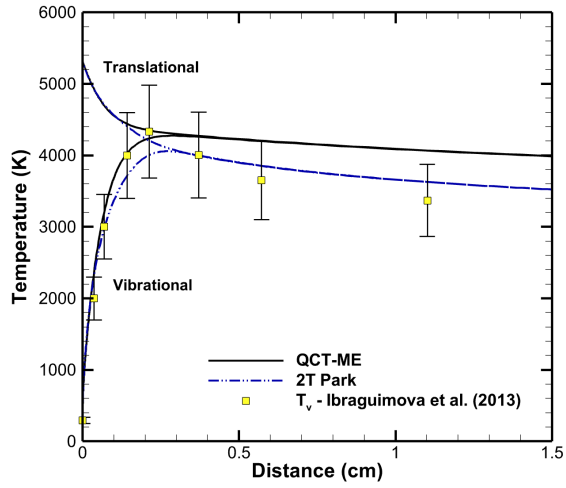 6000
5000
4000
3000
2000
1000
0
Temperature (K)
Translational
Vibrational
QCT-ME
2T Park
Tv - Ibraguimova et al. (2013)
0
0.5
1
1.5
Distance (cm)